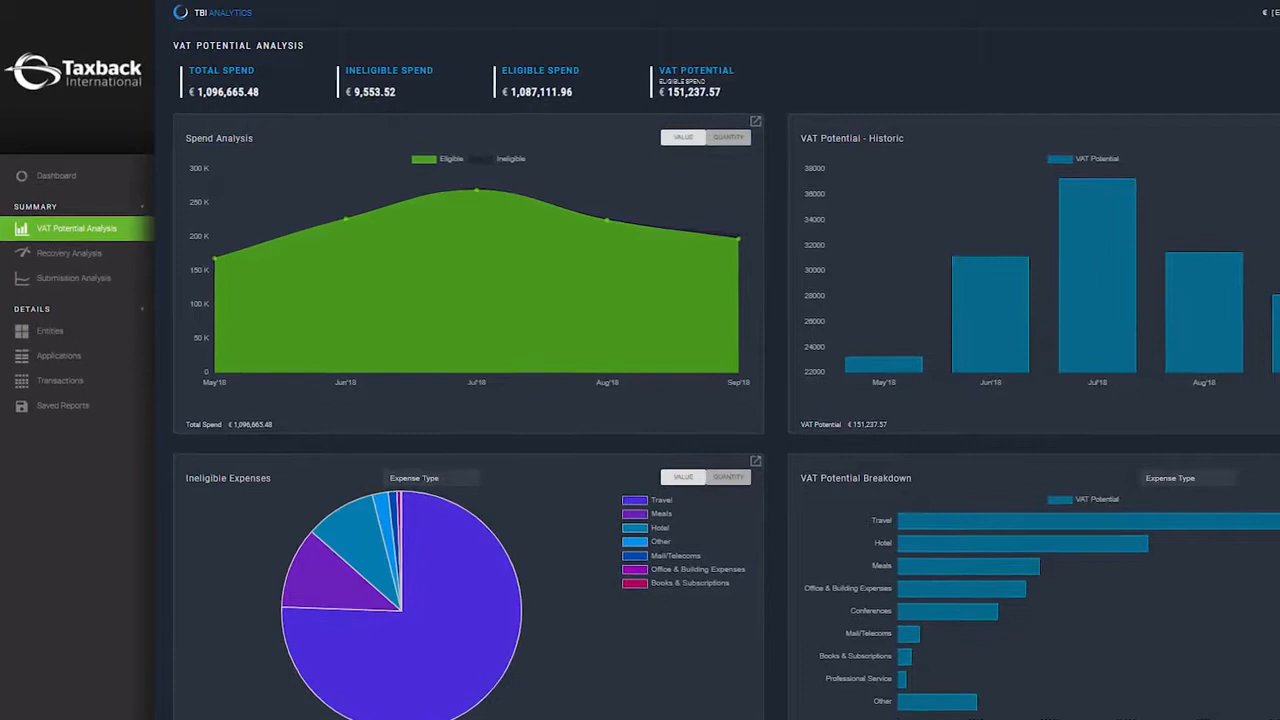 TBI ANALYTICS
€
Taxback
International
VAT POTENTIAL ANALYSIS
TOTAL SPEND
€ 1,096,665.48
INELIGIBLE SPEND
€ 9,553.52
ELIGIBLE SPEND
€ 1,087,111.96
VAT POTENTIAL
ELIGIBLE SPEND
€ 151,237.57
Dashboard
SUMMARY
VAT Potential Analysis
Recovery Analysis
Submission Analysis
DETAILS
Entities
Applications
Transactions
Saved Reports
Spend Analysis
VALUE QUANTITY
Eligible Ineligible
300 K
250 K
200 K
150 K
100 K
50 K
0
May'18 Jun'18 Jul'18 Aug'18 Sep'18
Total Spend € 1,096,665.48
VAT Potential - Historic
VAT Potential
38000
36000
34000
32000
30000
28000
26000
24000
22000
May'18 Jun'18 Jul'18 Aug'18
VAT Potential € 151,237.57
Ineligible Expenses
Expense Type
VALUE QUANTITY
Travel
Meals
Hotel
Other
Mail/Telecoms
Office & Building Expenses
Books & Subscriptions
VAT Potential Breakdown
Expense Type
VAT Potential
Travel
Hotel
Meals
Office & Building Expenses
Conferences
Mail/Telecoms
Books & Subscriptions
Professional Service
Other